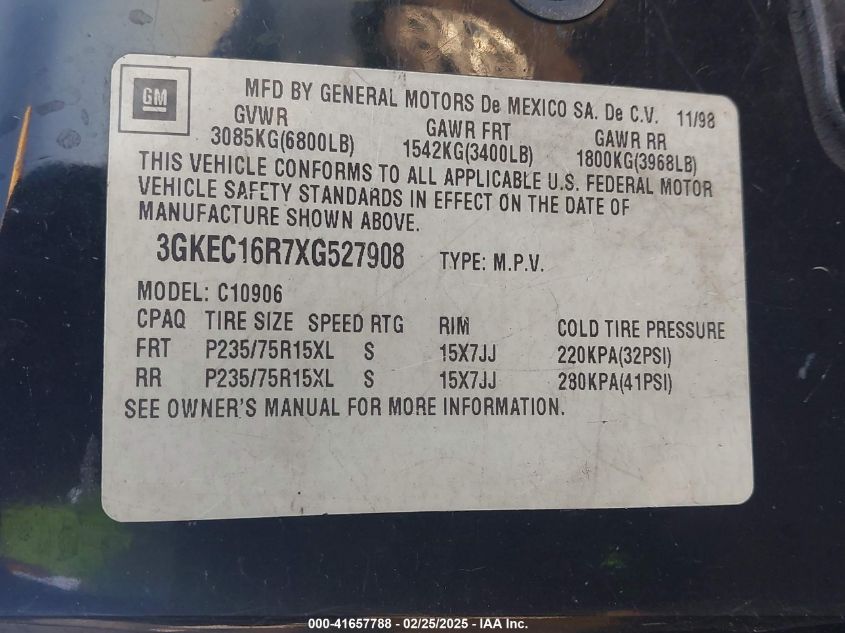 GM
MFD BY GENERAL MOTORS De MEXICO SA. De C.V. 11/98
GVWR GAWR FRT GAWR RR
3085KG(6800LB) 1542KG(3400LB) 1800KG(3968LB)
THIS VEHICLE CONFORMS TO ALL APPLICABLE U.S. FEDERAL MOTOR
VEHICLE SAFETY STANDARDS IN EFFECT ON THE DATE OF
MANUFACTURE SHOWN ABOVE.
3GKEC16R7XG527908 TYPE: M.P.V.
MODEL: C10906
CPAQ TIRE SIZE SPEED RTG RIM COLD TIRE PRESSURE
FRT P235/75R15XL S 15X7JJ 220KPA(32PSI)
RR P235/75R15XL S 15X7JJ 280KPA(41PSI)
SEE OWNER'S MANUAL FOR MORE INFORMATION.
000-41657788 - 02/25/2025 - IAA Inc.